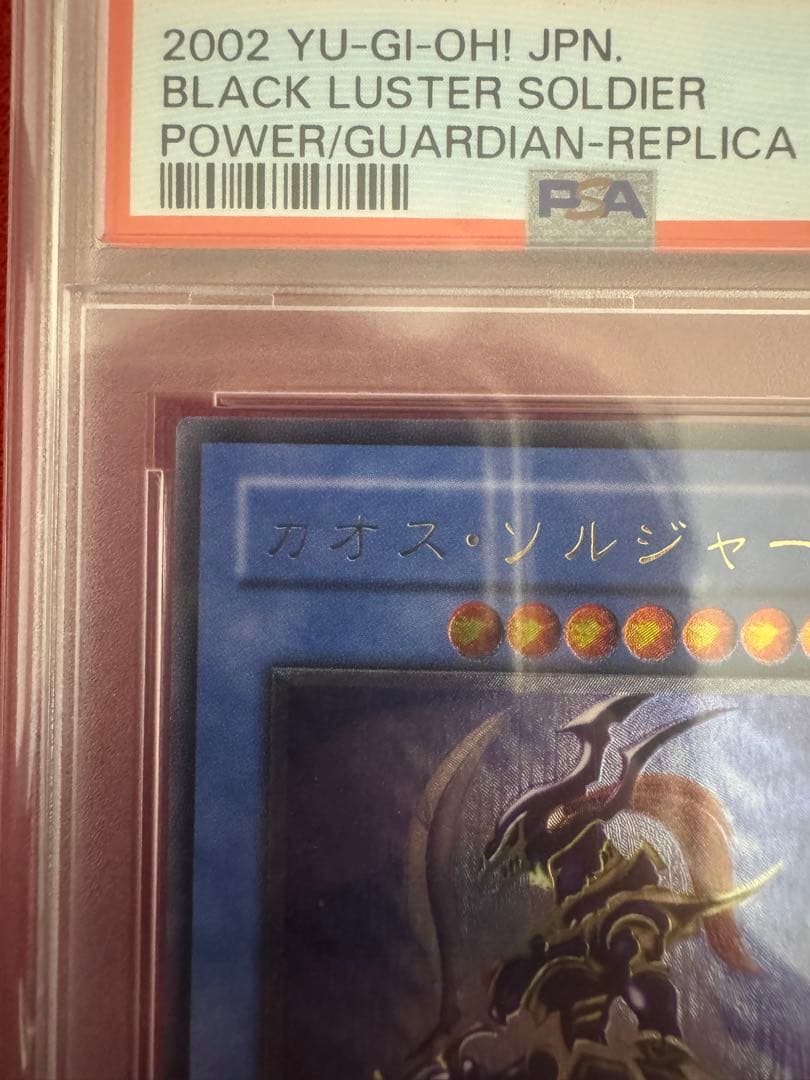 2002 YU-GI-OH! JPN.
BLACK LUSTER SOLDIER
POWER/GUARDIAN-REPLICA
PSA
カオス・ソルジャー